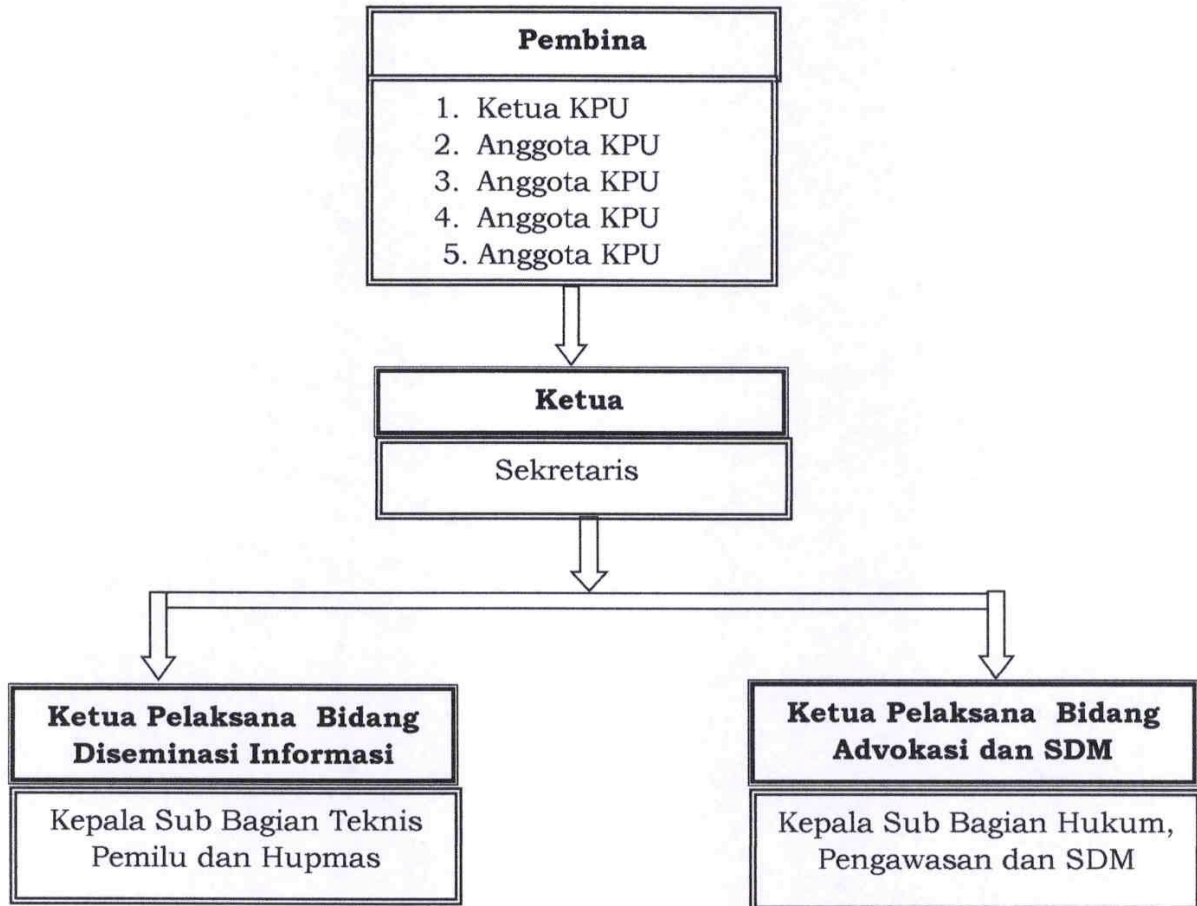 Pembina
1. Ketua KPU
2. Anggota KPU
3. Anggota KPU
4. Anggota KPU
5. Anggota KPU
Ketua
Sekretaris
Ketua Pelaksana Bidang
Diseminasi Informasi
Kepala Sub Bagian Teknis
Pemilu dan Hupmas
Ketua Pelaksana Bidang
Advokasi dan SDM
Kepala Sub Bagian Hukum,
Pengawasan dan SDM